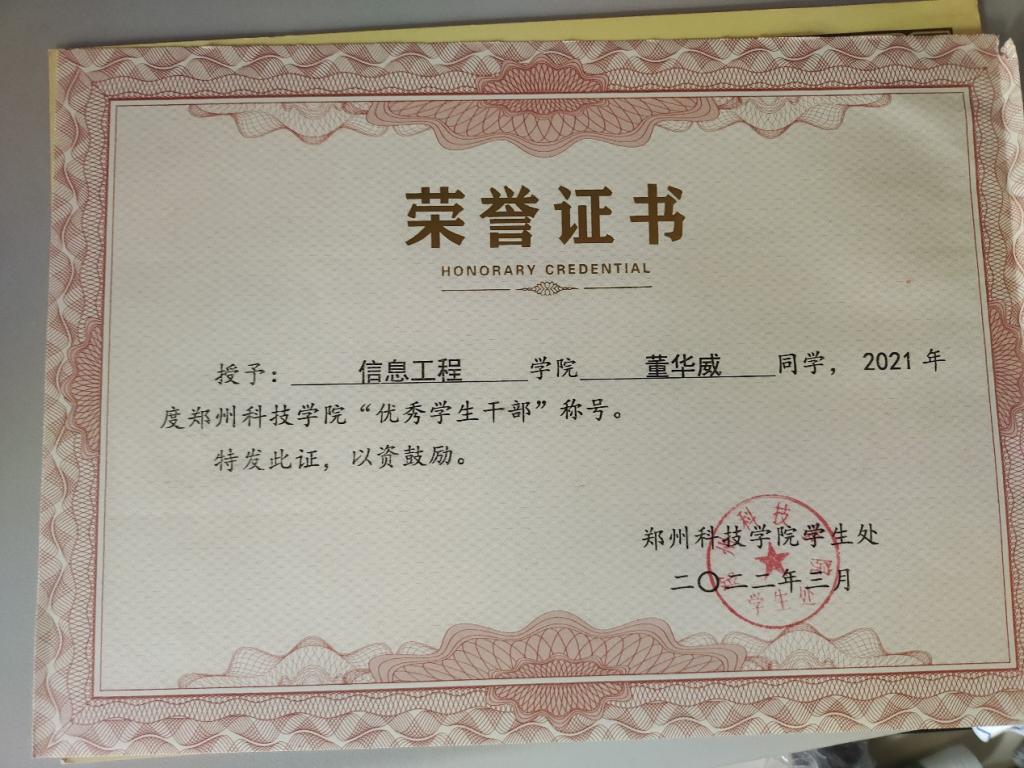 荣誉证书
HONORARY CREDENTIAL
授予：信息工程学院董华威同学，2021年
度郑州科技学院“优秀学生干部”称号。
特发此证，以资鼓励。
郑州科技学院学生处
二〇二二年三月
学生处